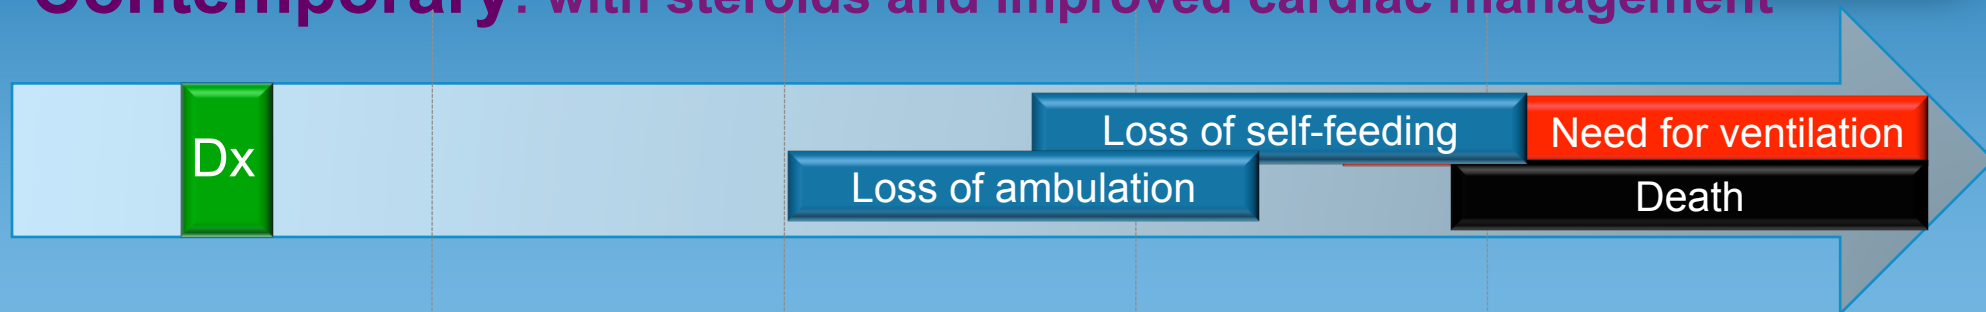 Contemporary: with steroids and improved cardiac management
Dx
Loss of self-feeding
Need for ventilation
Loss of ambulation
Death